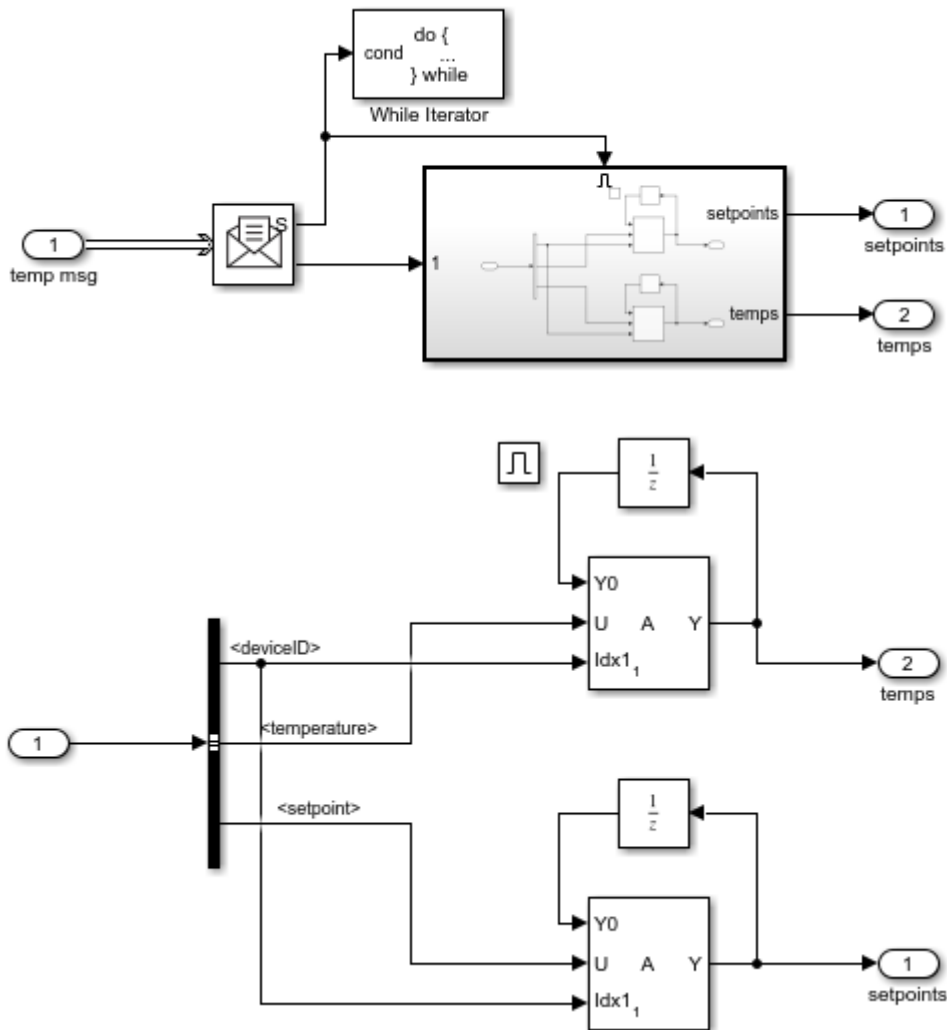 do {
cond ...
} while
While Iterator
S
1
temp msg
1
setpoints
temps
1
setpoints
2
temps
1
z
Y0
U A Y
Idx1 1
<deviceID>
2
temps
<temperature>
1
<setpoint>
1
z
Y0
U A Y
Idx1 1
1
setpoints